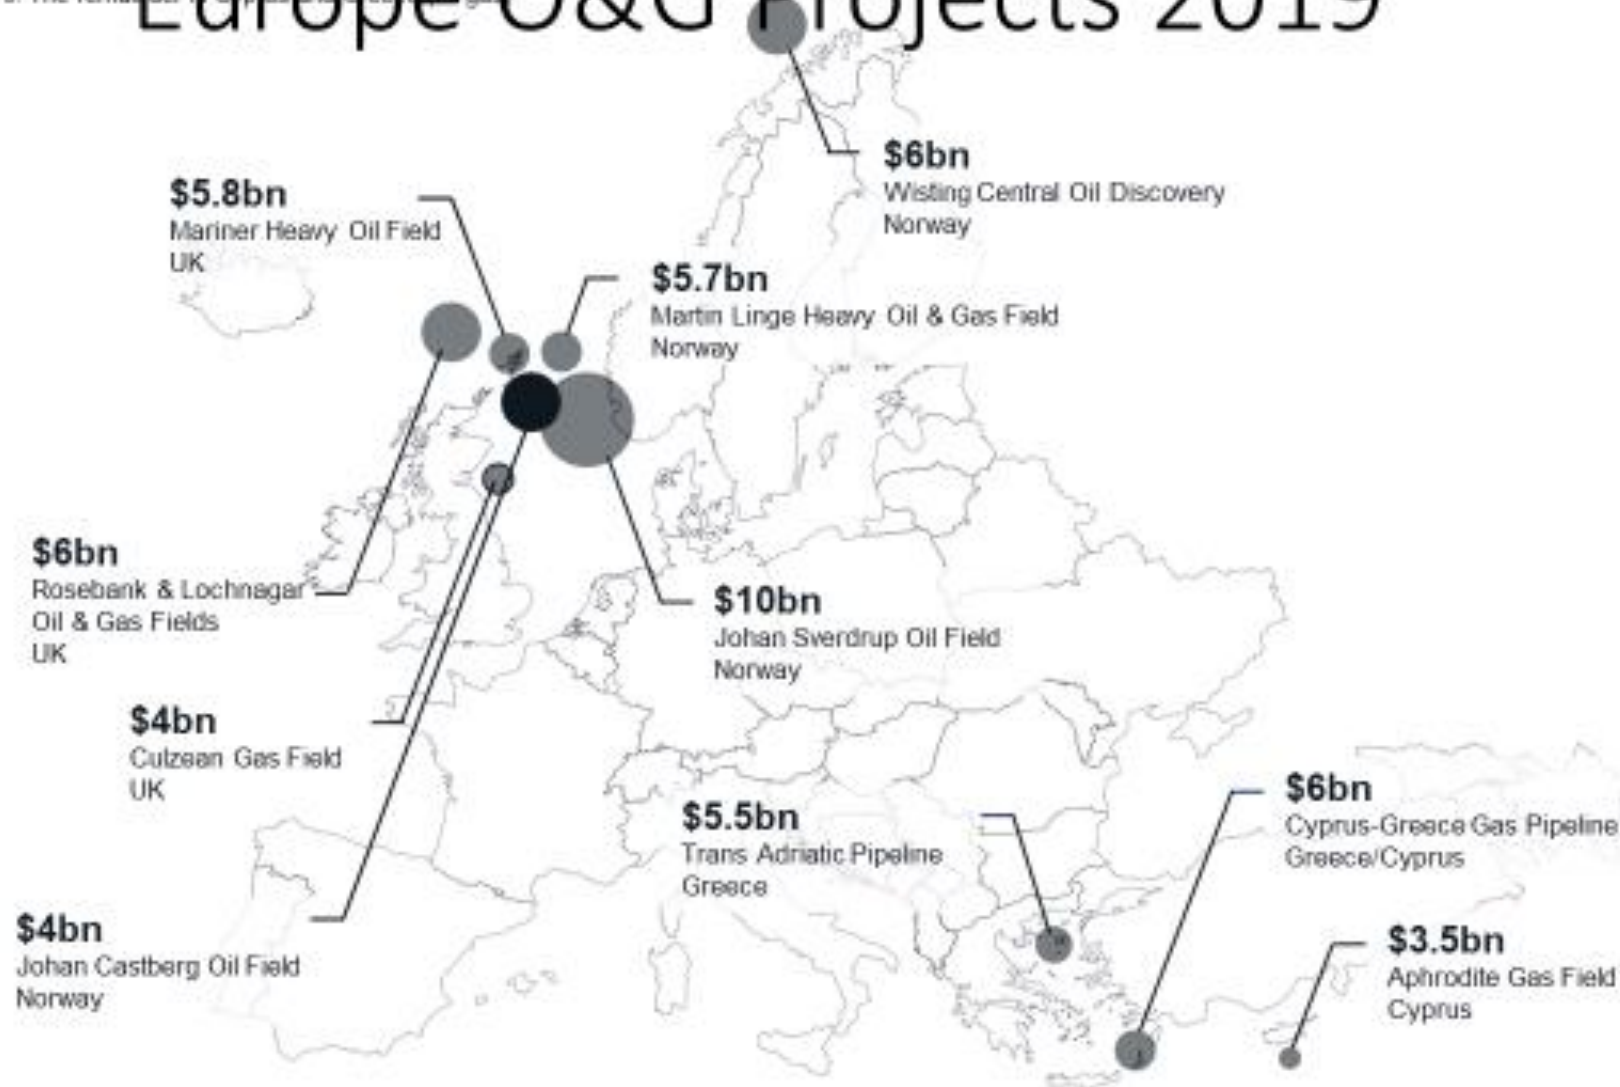 Europe O&G Projects 2019
$6bn
Wisting Central Oil Discovery
Norway
$5.8bn
Mariner Heavy Oil Field
UK
$5.7bn
Martin Linge Heavy Oil & Gas Field
Norway
$6bn
Rosebank & Lochnagar
Oil & Gas Fields
UK
$10bn
Johan Sverdrup Oil Field
Norway
$4bn
Culzean Gas Field
UK
$5.5bn
Trans Adriatic Pipeline
Greece
$6bn
Cyprus-Greece Gas Pipeline
Greece/Cyprus
$4bn
Johan Castberg Oil Field
Norway
$3.5bn
Aphrodite Gas Field
Cyprus